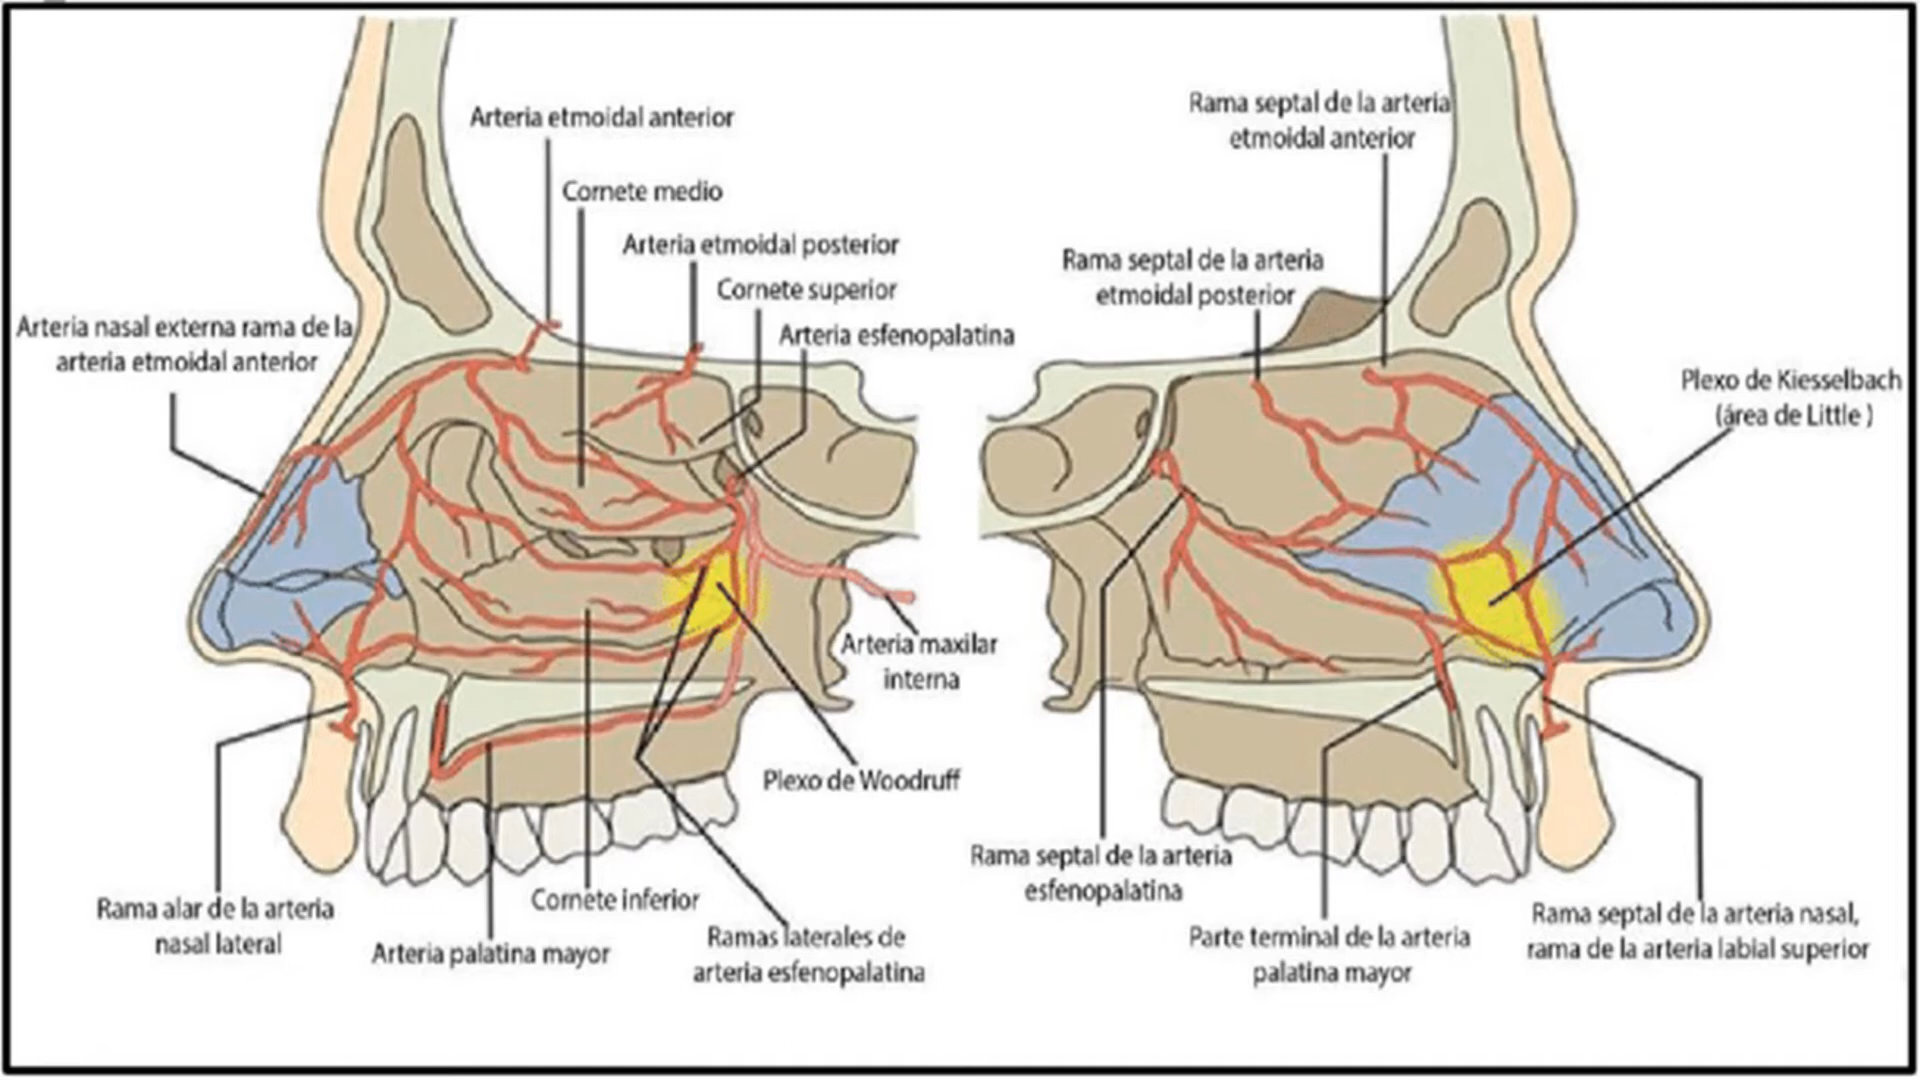 Arteria etmoidal anterior
Cornete medio
Arteria etmoidal posterior
Cornete superior
Arteria esfenopalatina
Arteria nasal externa rama de la
arteria etmoidal anterior
Arteria maxilar
interna
Plexo de Woodruff
Rama alar de la arteria
nasal lateral
Arteria palatina mayor
Cornete inferior
Ramas laterales de
arteria esfenopalatina
Rama septal de la arteria
etmoidal anterior
Rama septal de la arteria
etmoidal posterior
Plexo de Kiesselbach
(área de Little )
Rama septal de la arteria
esfenopalatina
Parte terminal de la arteria
palatina mayor
Rama septal de la arteria nasal,
rama de la arteria labial superior